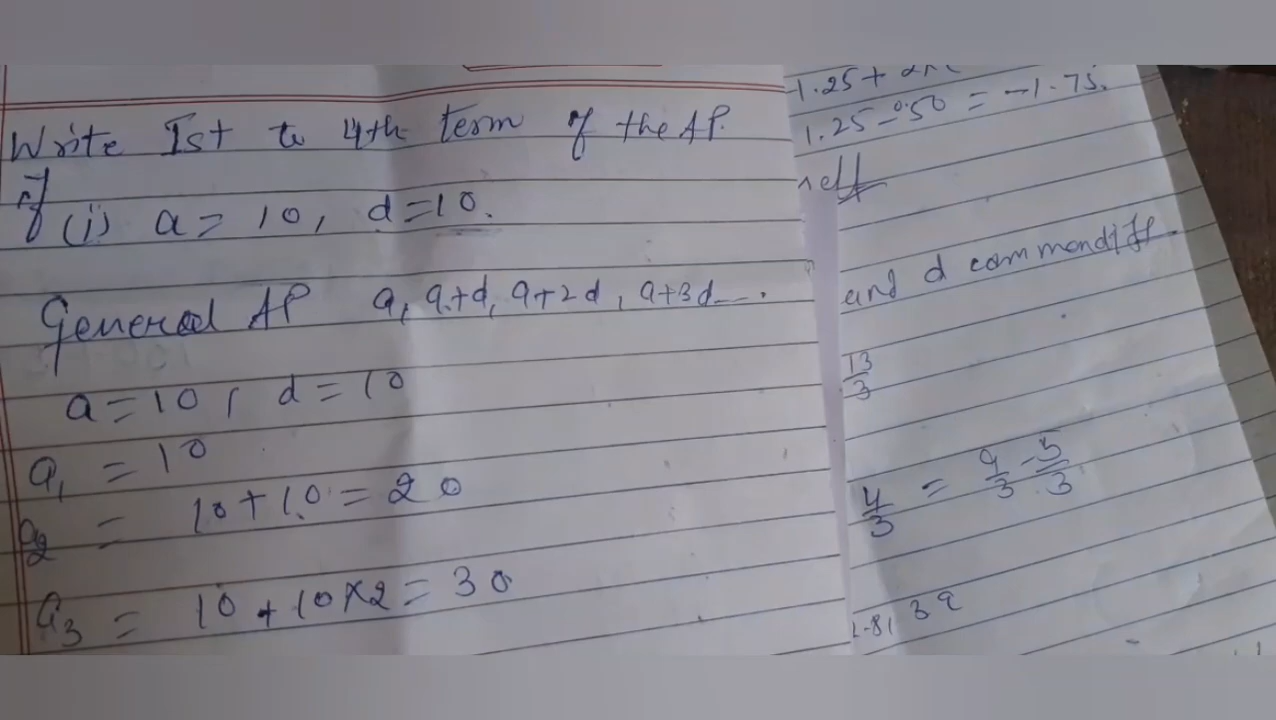 Write Ist to 4th term of the AP.
if (i) a = 10, d = 10.
General AP a, a+d, a+2d, a+3d---.
a = 10, d = 10
a₁ = 10
a₂ = 10 + 10 = 20
a₃ = 10 + 10×2 = 30
1.25 +
1.25 - 0.50 = -1.75.
and d commondiff.
13/3
4/3 = 9/3 - 5/3